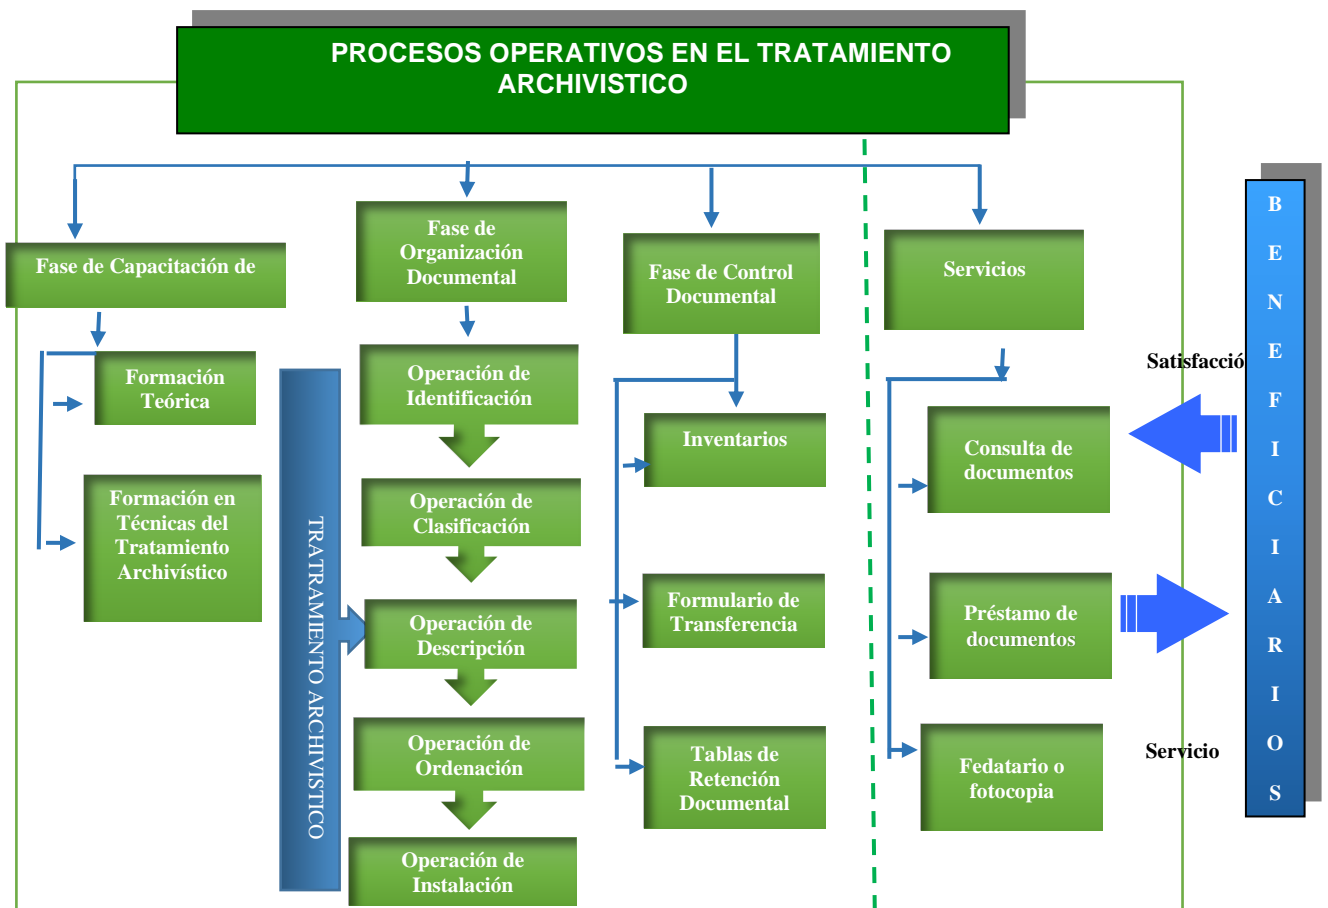 PROCESOS OPERATIVOS EN EL TRATAMIENTO
ARCHIVISTICO
Fase de Capacitación de
Formación
Teórica
Formación en
Técnicas del
Tratamiento
Archivístico
TRATRAMIENTO ARCHIVISTICO
Fase de
Organización
Documental
Operación de
Identificación
Operación de
Clasificación
Operación de
Descripción
Operación de
Ordenación
Operación de
Instalación
Fase de Control
Documental
Inventarios
Formulario de
Transferencia
Tablas de
Retención
Documental
Servicios
Consulta de
documentos
Préstamo de
documentos
Fedatario o
fotocopia
Satisfacció
Servicio
B
E
N
E
F
I
C
I
A
R
I
O
S